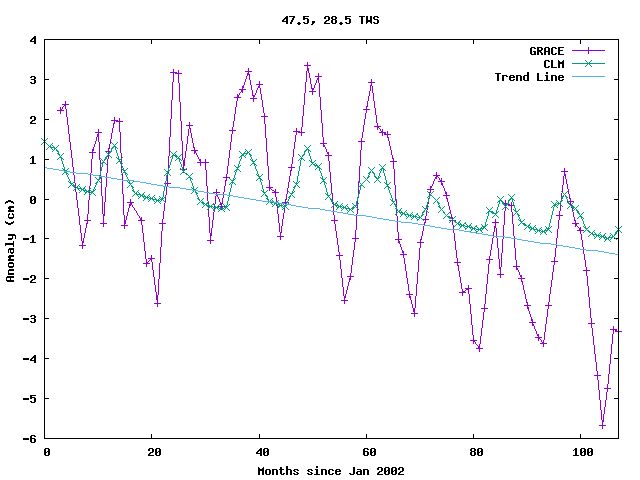 47.5, 28.5 TWS
GRACE
CLM
Trend Line
4
3
2
1
0
-1
-2
-3
-4
-5
-6
Anomaly (cm)
0 20 40 60 80 100
Months since Jan 2002